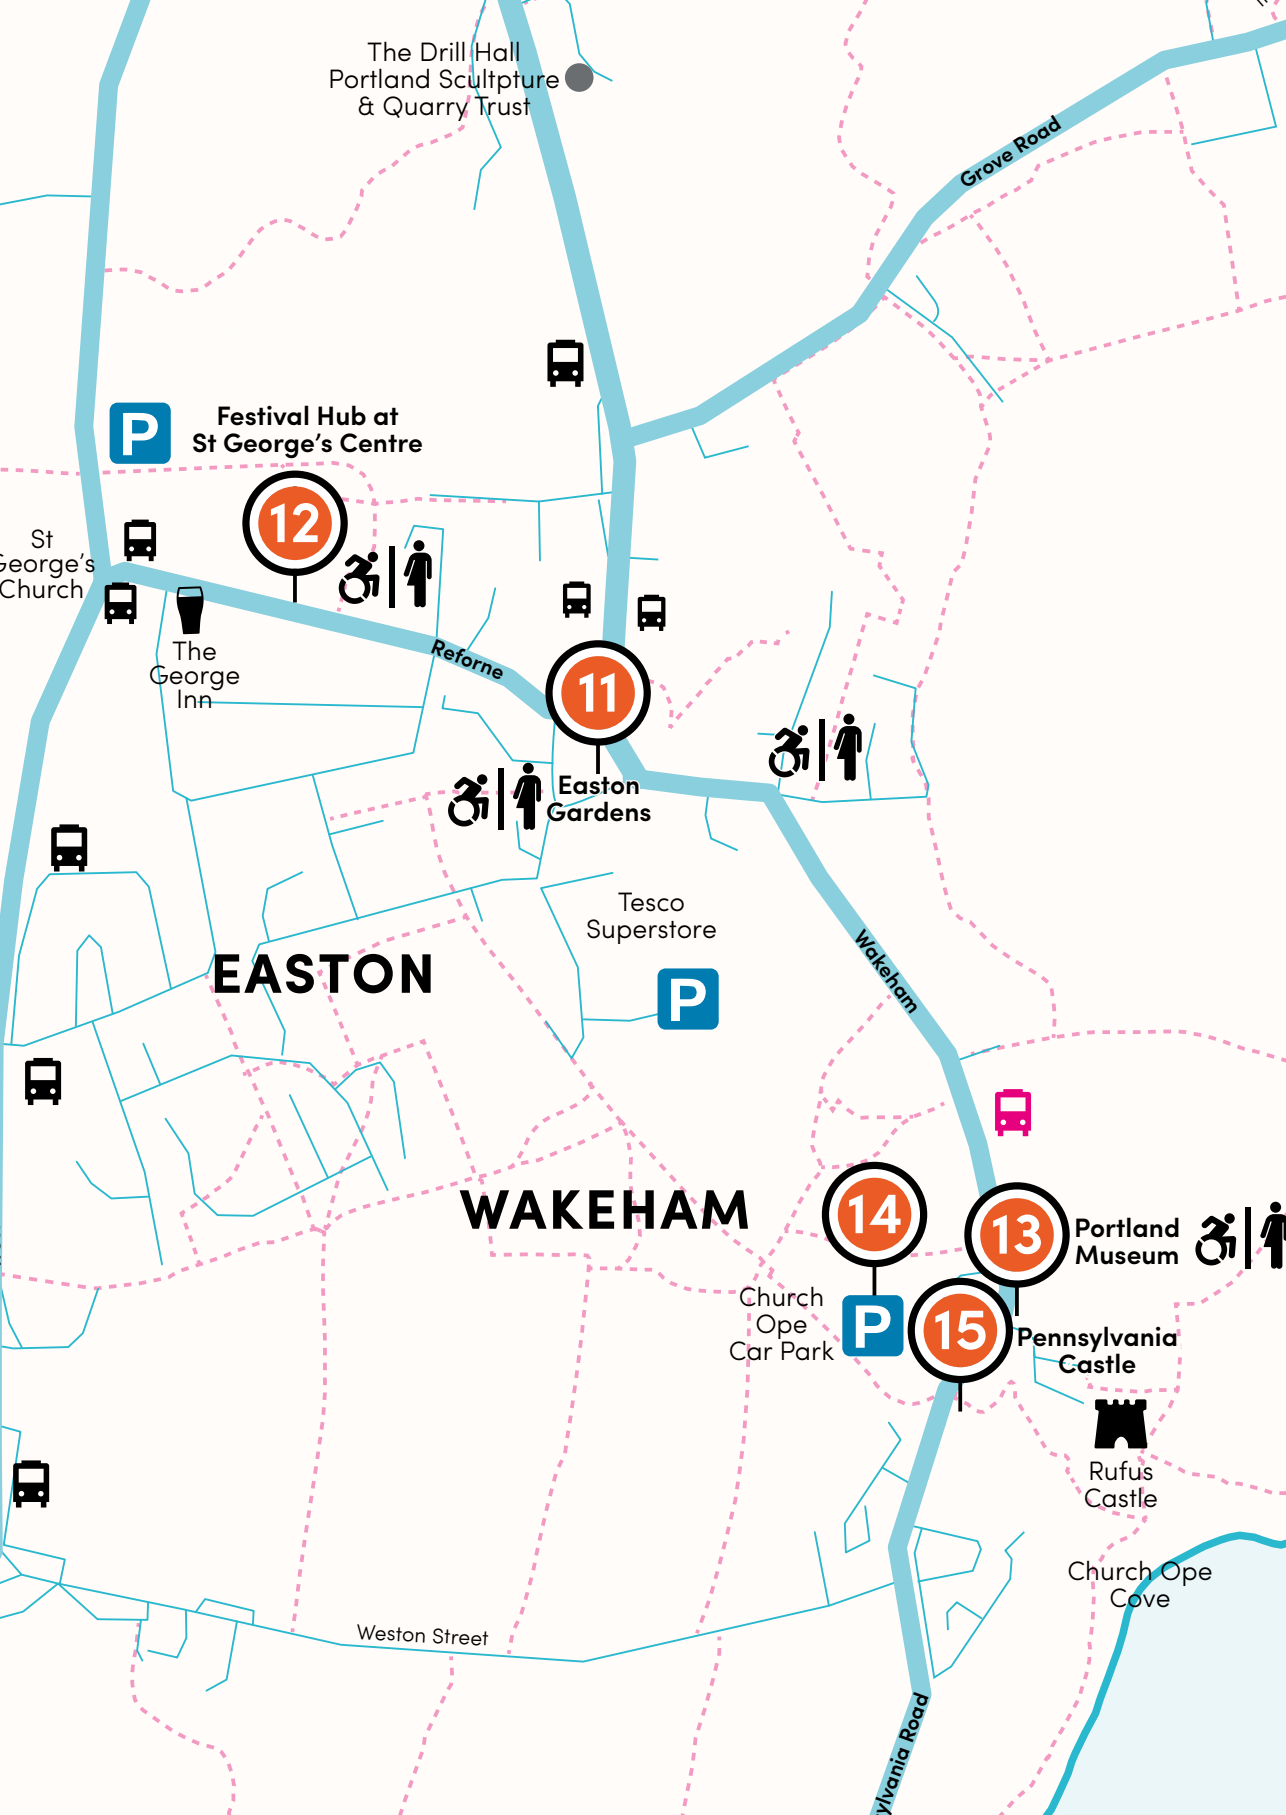 The Drill Hall
Portland Scultpture
& Quarry Trust
Grove Road
P
Festival Hub at
St George's Centre
12
St
George's
Church
The
George
Inn
Reforne
11
Easton
Gardens
Tesco
Superstore
P
Wakeham
EASTON
WAKEHAM
14
13
Portland
Museum
Church
Ope
Car Park
P
15
Pennsylvania
Castle
Rufus
Castle
Church Ope
Cove
Weston Street
sylvania Road